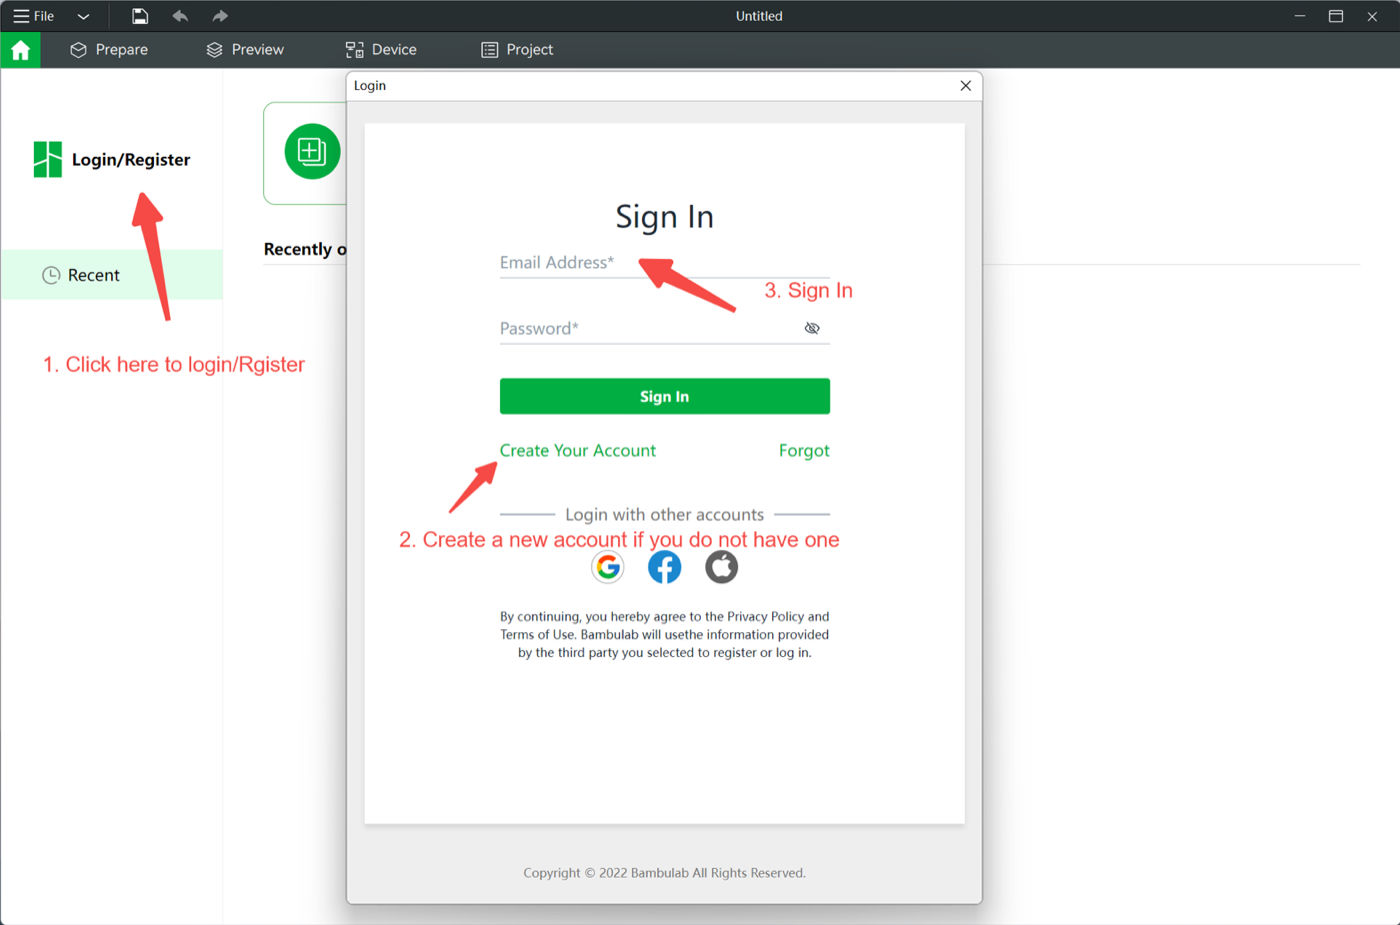 File
Untitled
Prepare
Preview
Device
Project
Login
Login/Register
Recent
Recently o
1. Click here to login/Rgister
Sign In
Email Address*
3. Sign In
Password*
Sign In
Create Your Account
Forgot
Login with other accounts
2. Create a new account if you do not have one
By continuing, you hereby agree to the Privacy Policy and
Terms of Use. Bambulab will usethe information provided
by the third party you selected to register or log in.
Copyright © 2022 Bambulab All Rights Reserved.